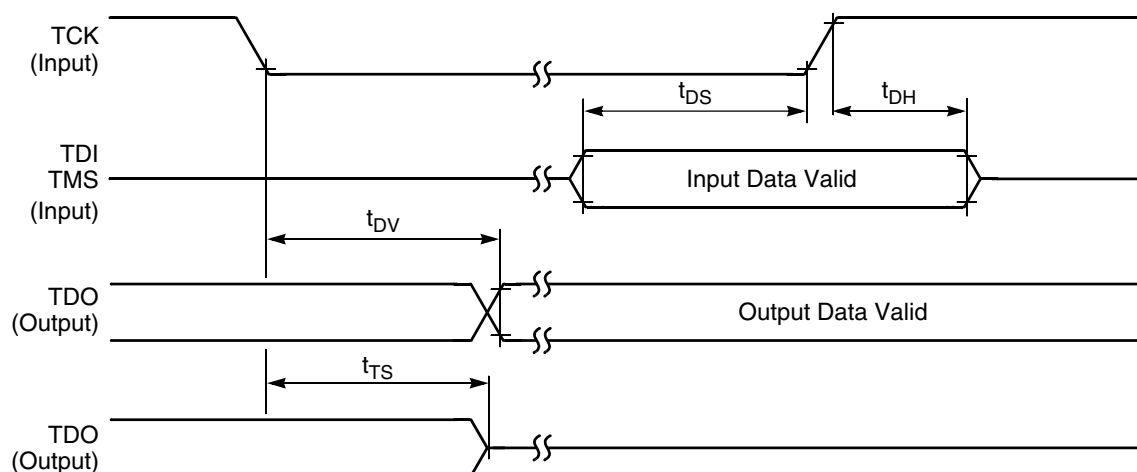 TCK
(Input)
tDS
tDH
TDI
TMS
(Input)
Input Data Valid
tDV
TDO
(Output)
Output Data Valid
tTS
TDO
(Output)